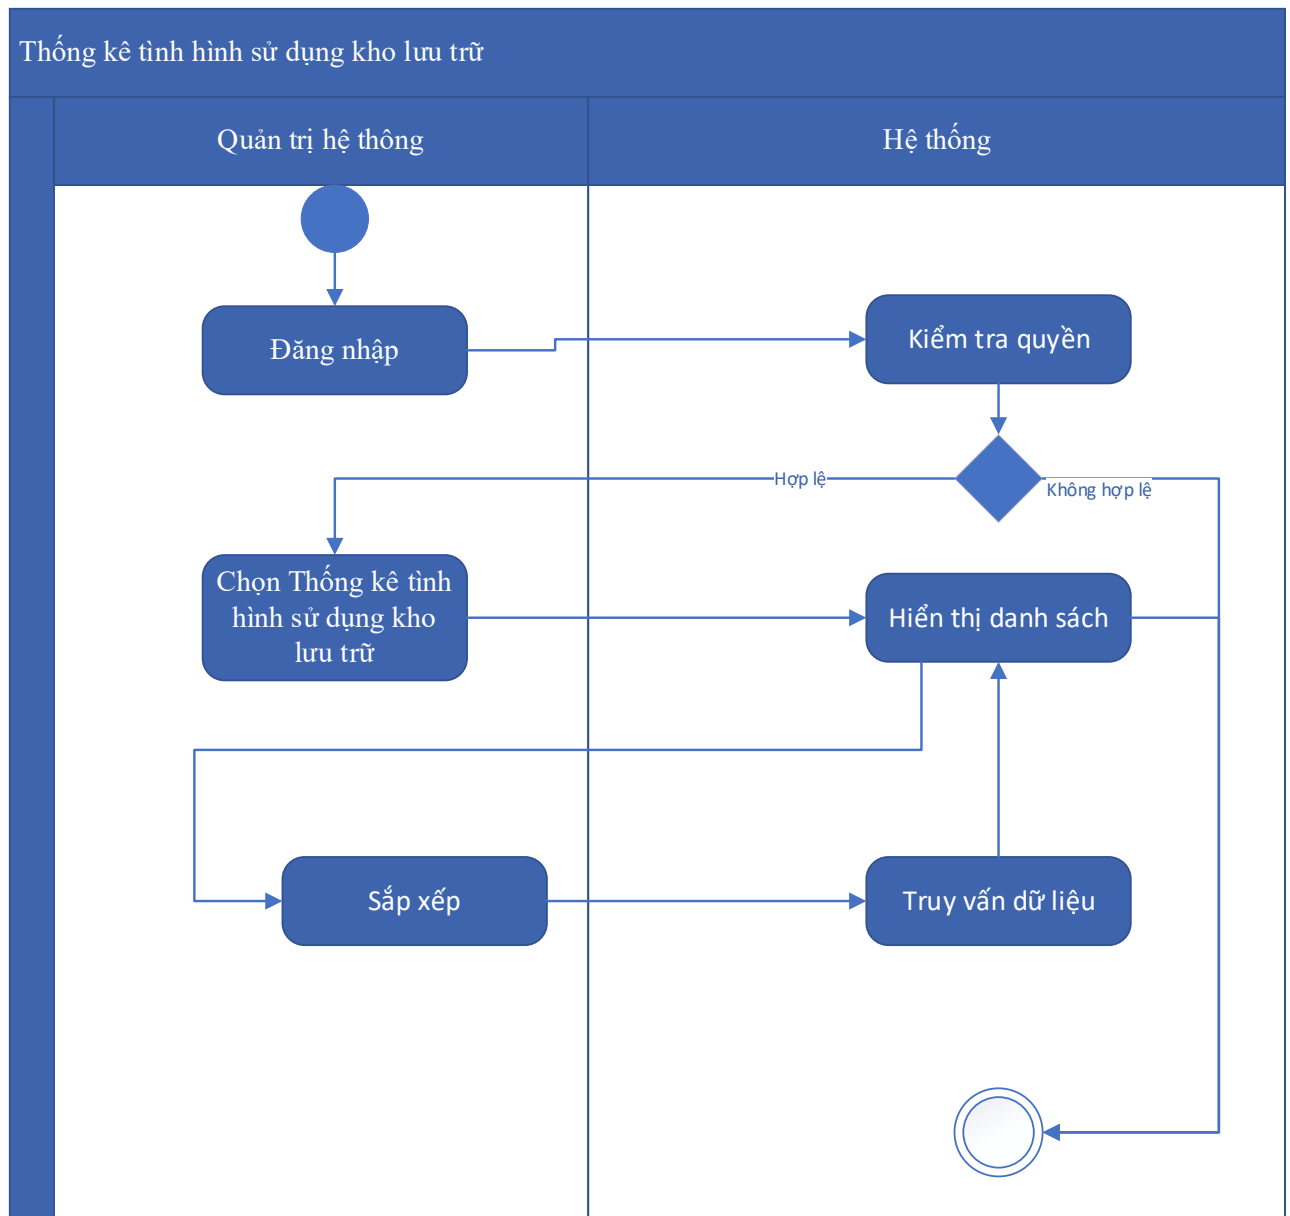 Thống kê tình hình sử dụng kho lưu trữ
Quản trị hệ thông
Hệ thống
Đăng nhập
Kiểm tra quyền
Hợp lệ
Không hợp lệ
Chọn Thống kê tình
hình sử dụng kho
lưu trữ
Hiển thị danh sách
Sắp xếp
Truy vấn dữ liệu